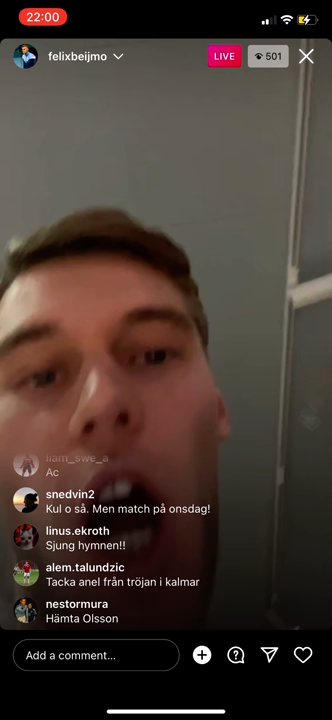 22:00
felixbeijmo
LIVE
501
liam_swe_a
Ac
snedvin2
Kul o så. Men match på onsdag!
linus.ekroth
Sjung hymnen!!
alem.talundzic
Tacka anel från tröjan i kalmar
nestormura
Hämta Olsson
Add a comment...